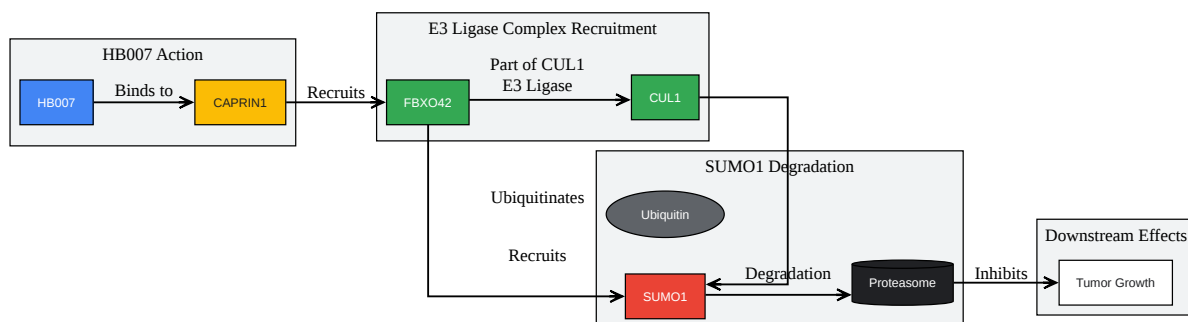 E3 Ligase Complex Recruitment
HB007 Action
Part of CUL1
E3 Ligase
Binds to
Recruits
HB007
CAPRIN1
FBXO42
CUL1
SUMO1 Degradation
Ubiquitinates
Ubiquitin
Downstream Effects
Recruits
Degradation
Inhibits
SUMO1
Proteasome
Tumor Growth